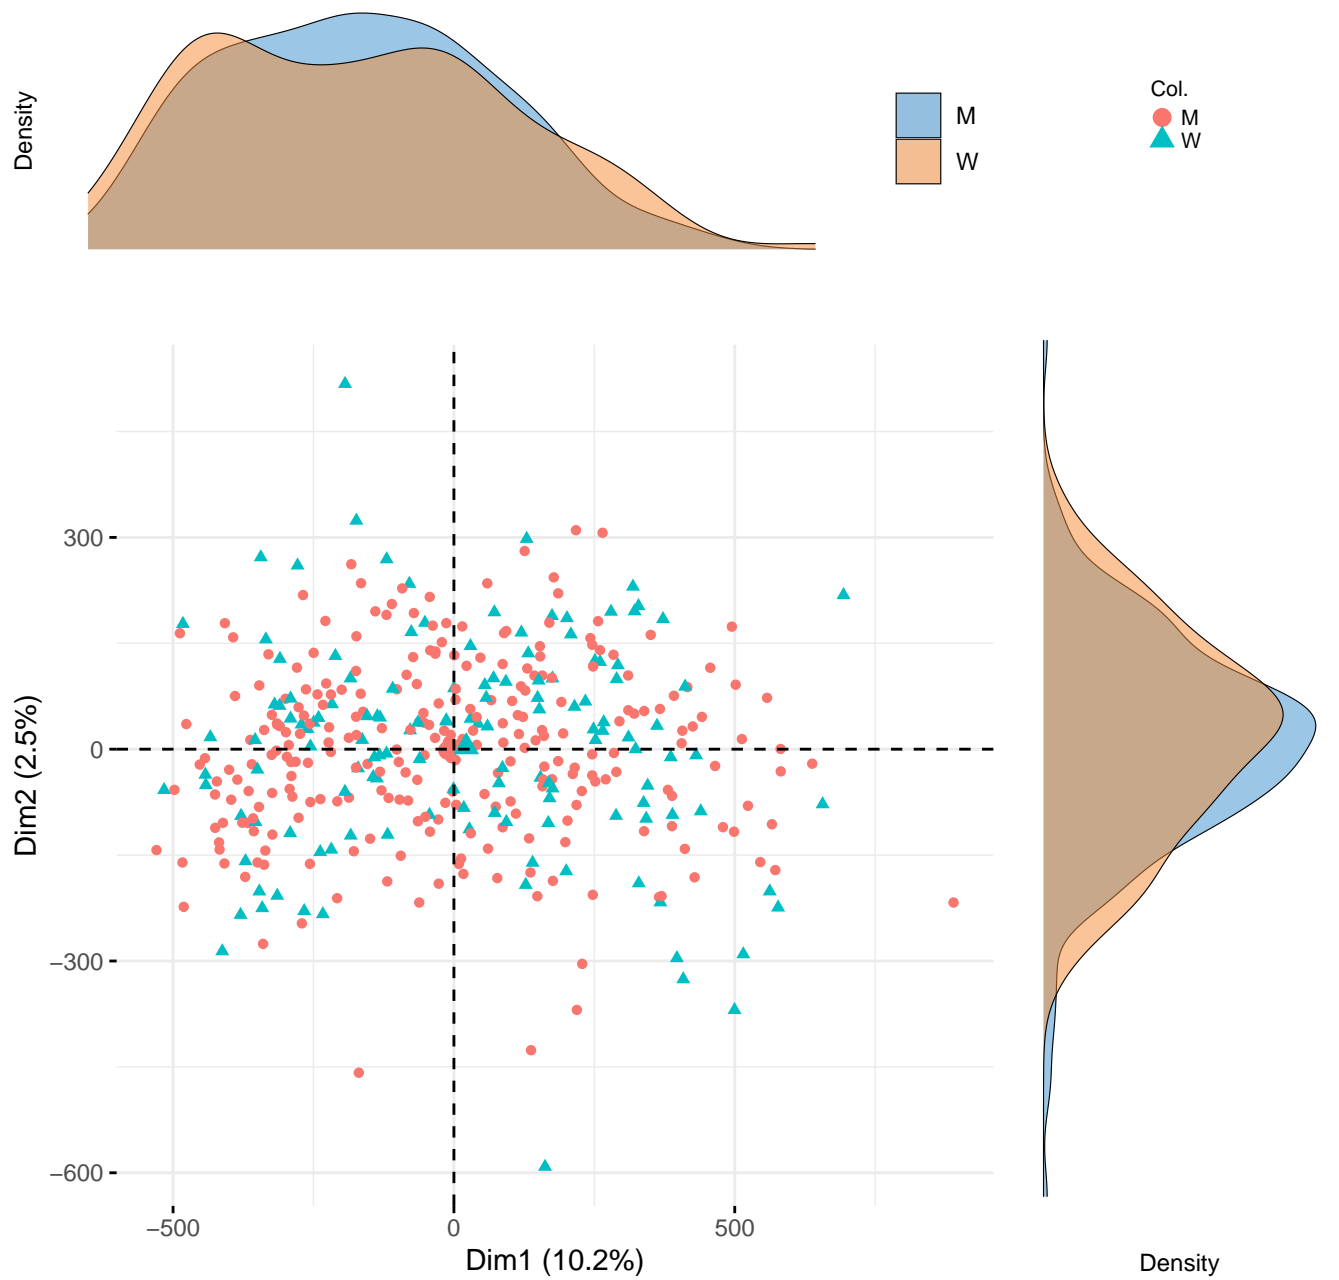 Density
M
W
Col.
M
W
300
0
−300
−600
Dim2 (2.5%)
−500
0
500
Dim1 (10.2%)
Density